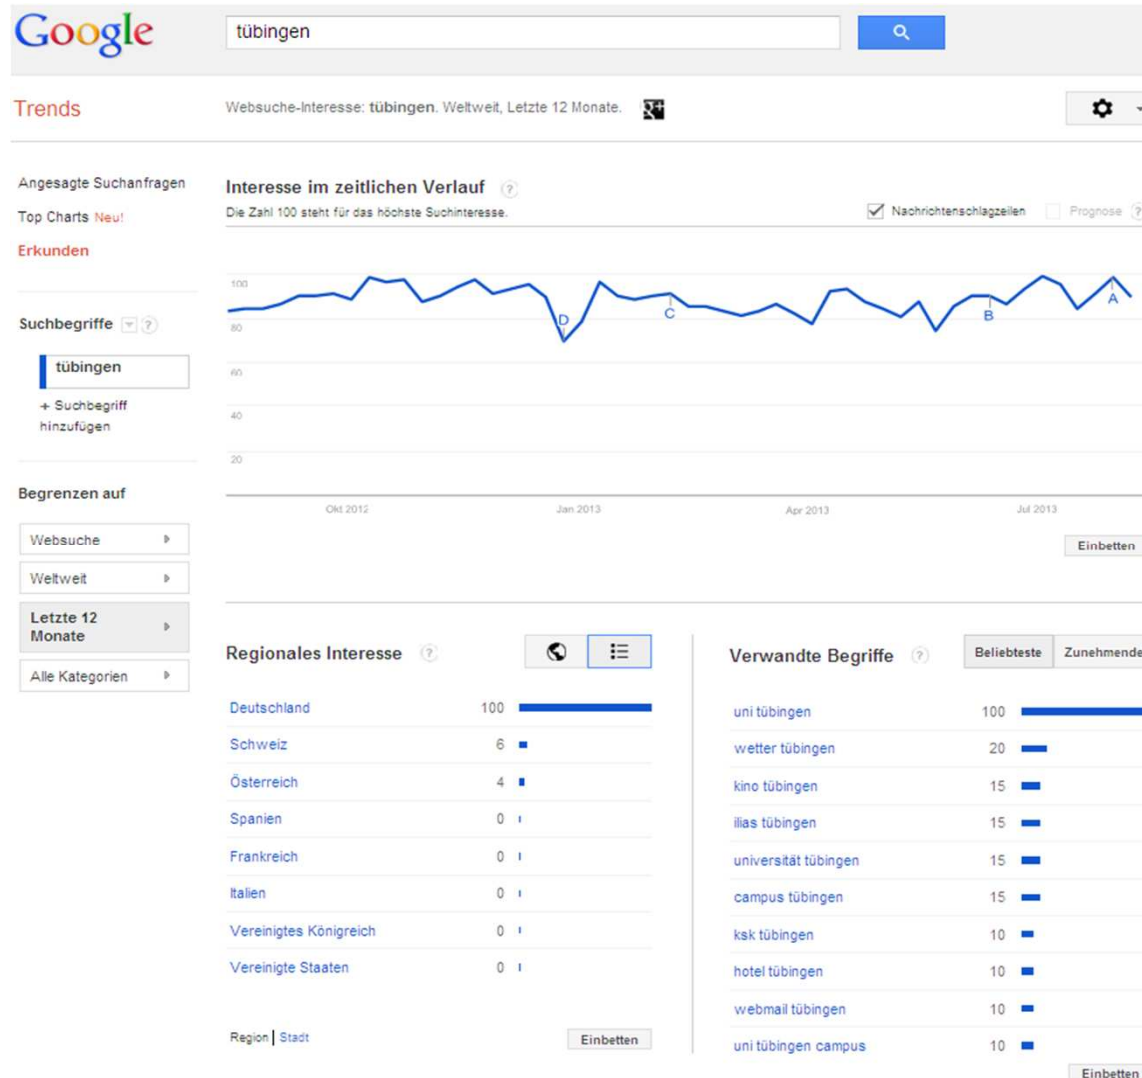 Google
tübingen
Trends
Websuche-Interesse: tübingen. Weltweit, Letzte 12 Monate.
Angesagte Suchanfragen
Top Charts Neu!
Erkunden
Suchbegriffe ?
tübingen
+ Suchbegriff
hinzufügen
Begrenzen auf
Websuche
Weltweit
Letzte 12
Monate
Alle Kategorien
Interesse im zeitlichen Verlauf ?
Die Zahl 100 steht für das höchste Suchinteresse.
Nachrichtenschlagzeilen Prognose ?
100
80
60
40
20
D
C
B
A
Okt 2012 Jan 2013 Apr 2013 Jul 2013
Einbetten
Regionales Interesse ?
Deutschland 100
Schweiz 6
Österreich 4
Spanien 0
Frankreich 0
Italien 0
Vereinigtes Königreich 0
Vereinigte Staaten 0
Region | Stadt
Einbetten
Verwandte Begriffe ? Beliebteste Zunehmende
uni tübingen 100
wetter tübingen 20
kino tübingen 15
ilias tübingen 15
universität tübingen 15
campus tübingen 15
ksk tübingen 10
hotel tübingen 10
webmail tübingen 10
uni tübingen campus 10
Einbetten